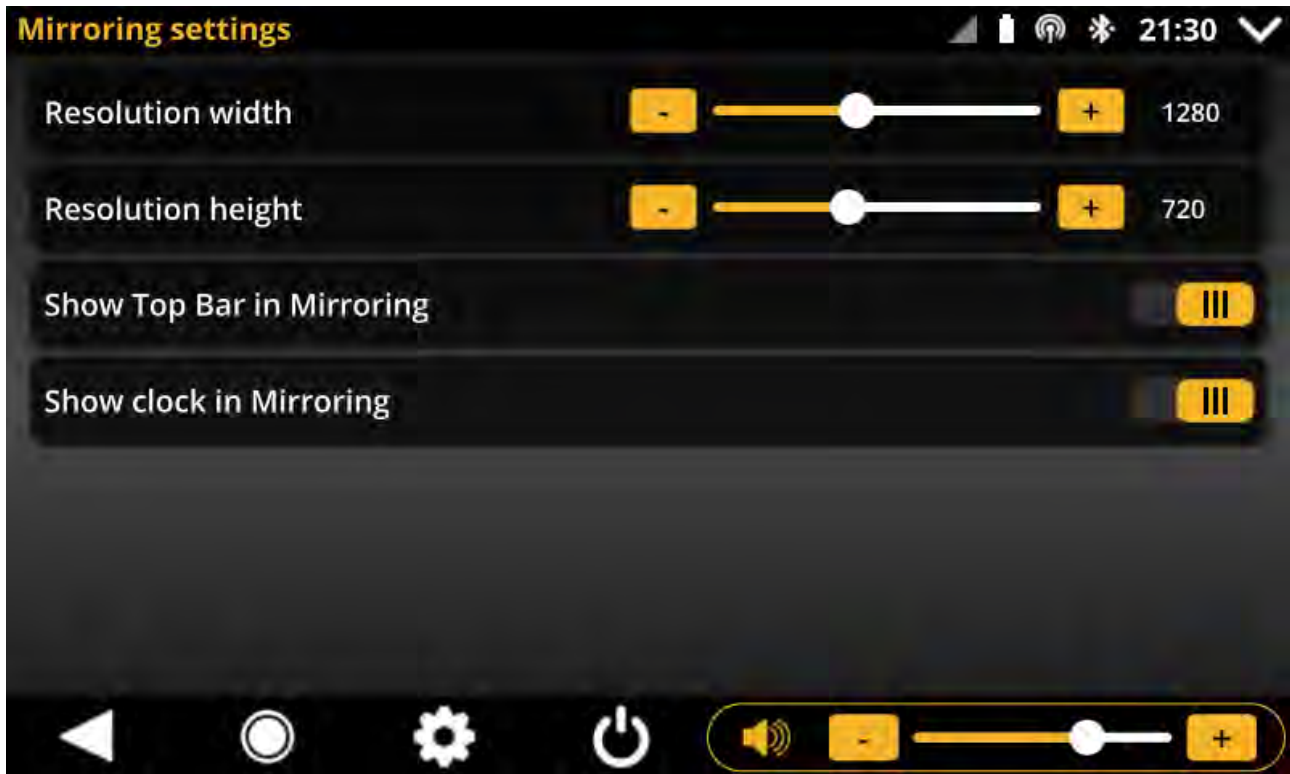 Mirroring settings 21:30
Resolution width - + 1280
Resolution height - + 720
Show Top Bar in Mirroring
Show clock in Mirroring
- +